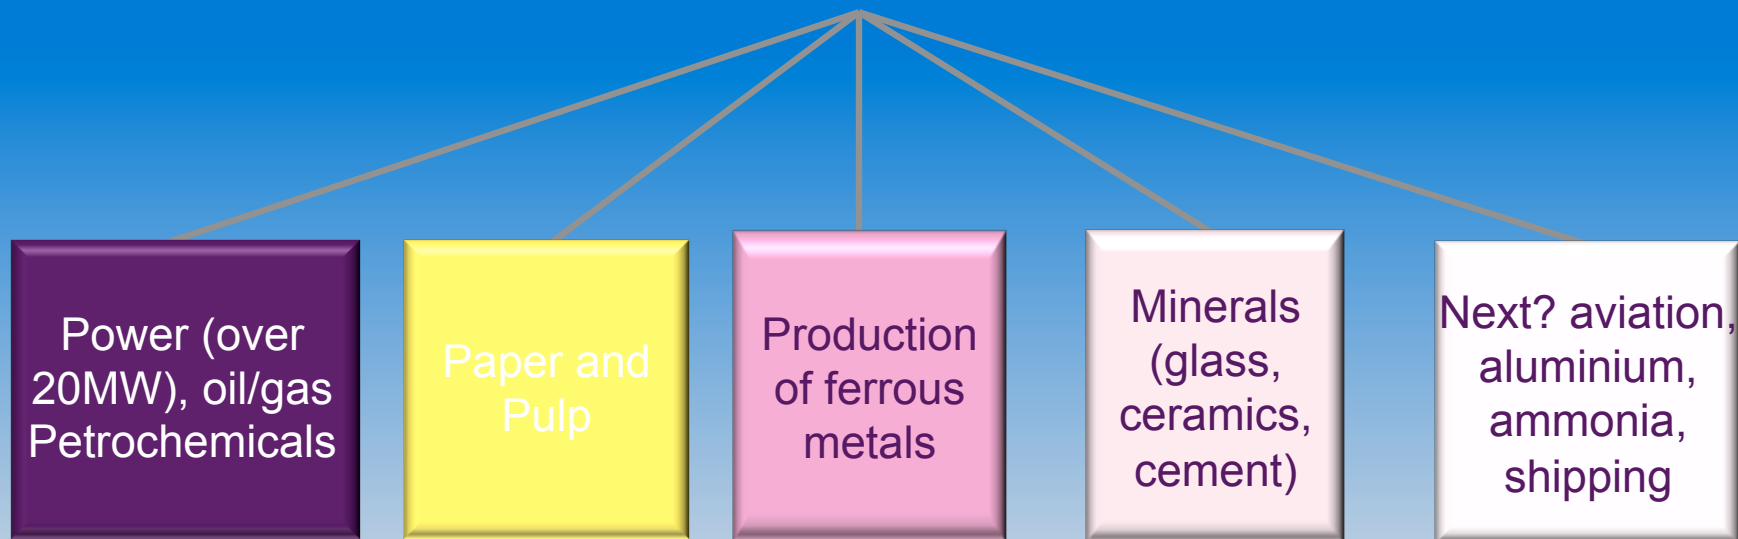 Power (over
20MW), oil/gas
Petrochemicals
Paper and
Pulp
Production
of ferrous
metals
Minerals
(glass,
ceramics,
cement)
Next? aviation,
aluminium,
ammonia,
shipping